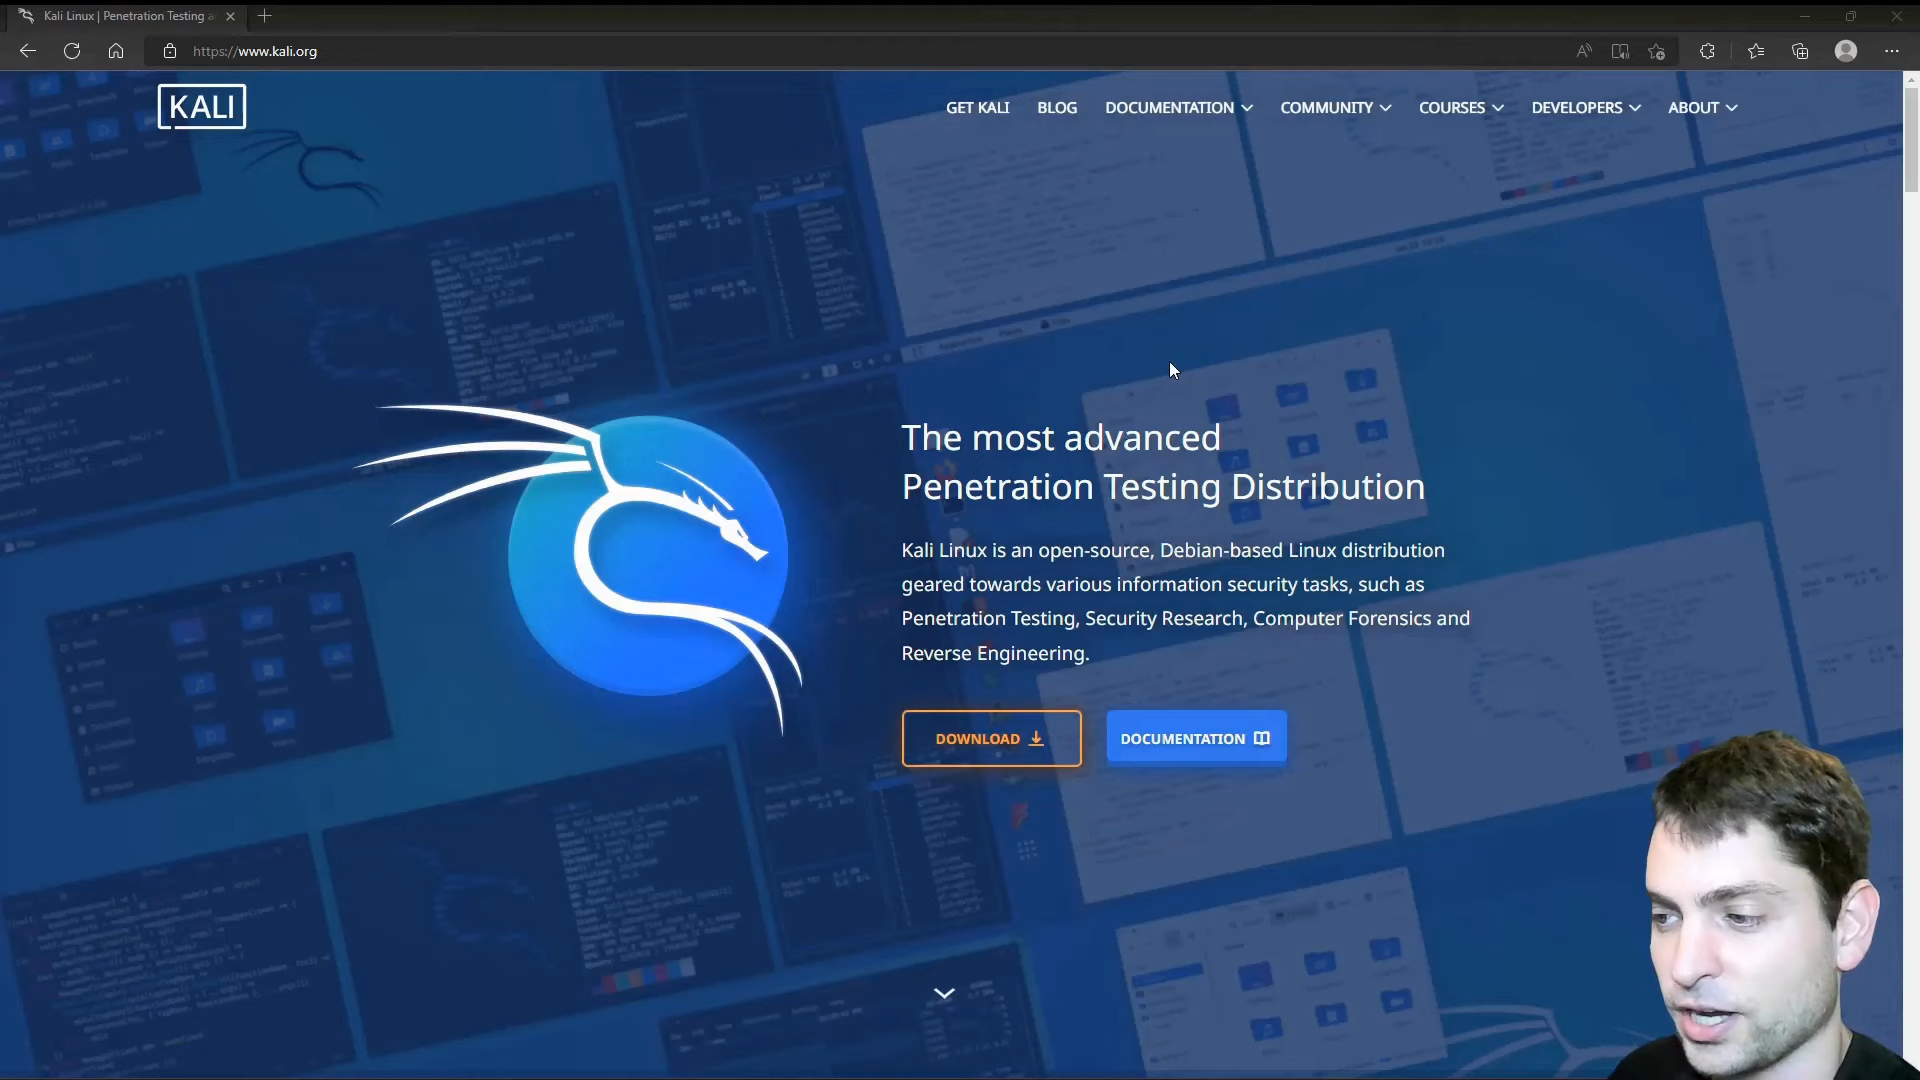 Kali Linux | Penetration Testing a
https://www.kali.org
KALI
GET KALI
BLOG
DOCUMENTATION
COMMUNITY
COURSES
DEVELOPERS
ABOUT
The most advanced
Penetration Testing Distribution
Kali Linux is an open-source, Debian-based Linux distribution
geared towards various information security tasks, such as
Penetration Testing, Security Research, Computer Forensics and
Reverse Engineering.
DOWNLOAD
DOCUMENTATION